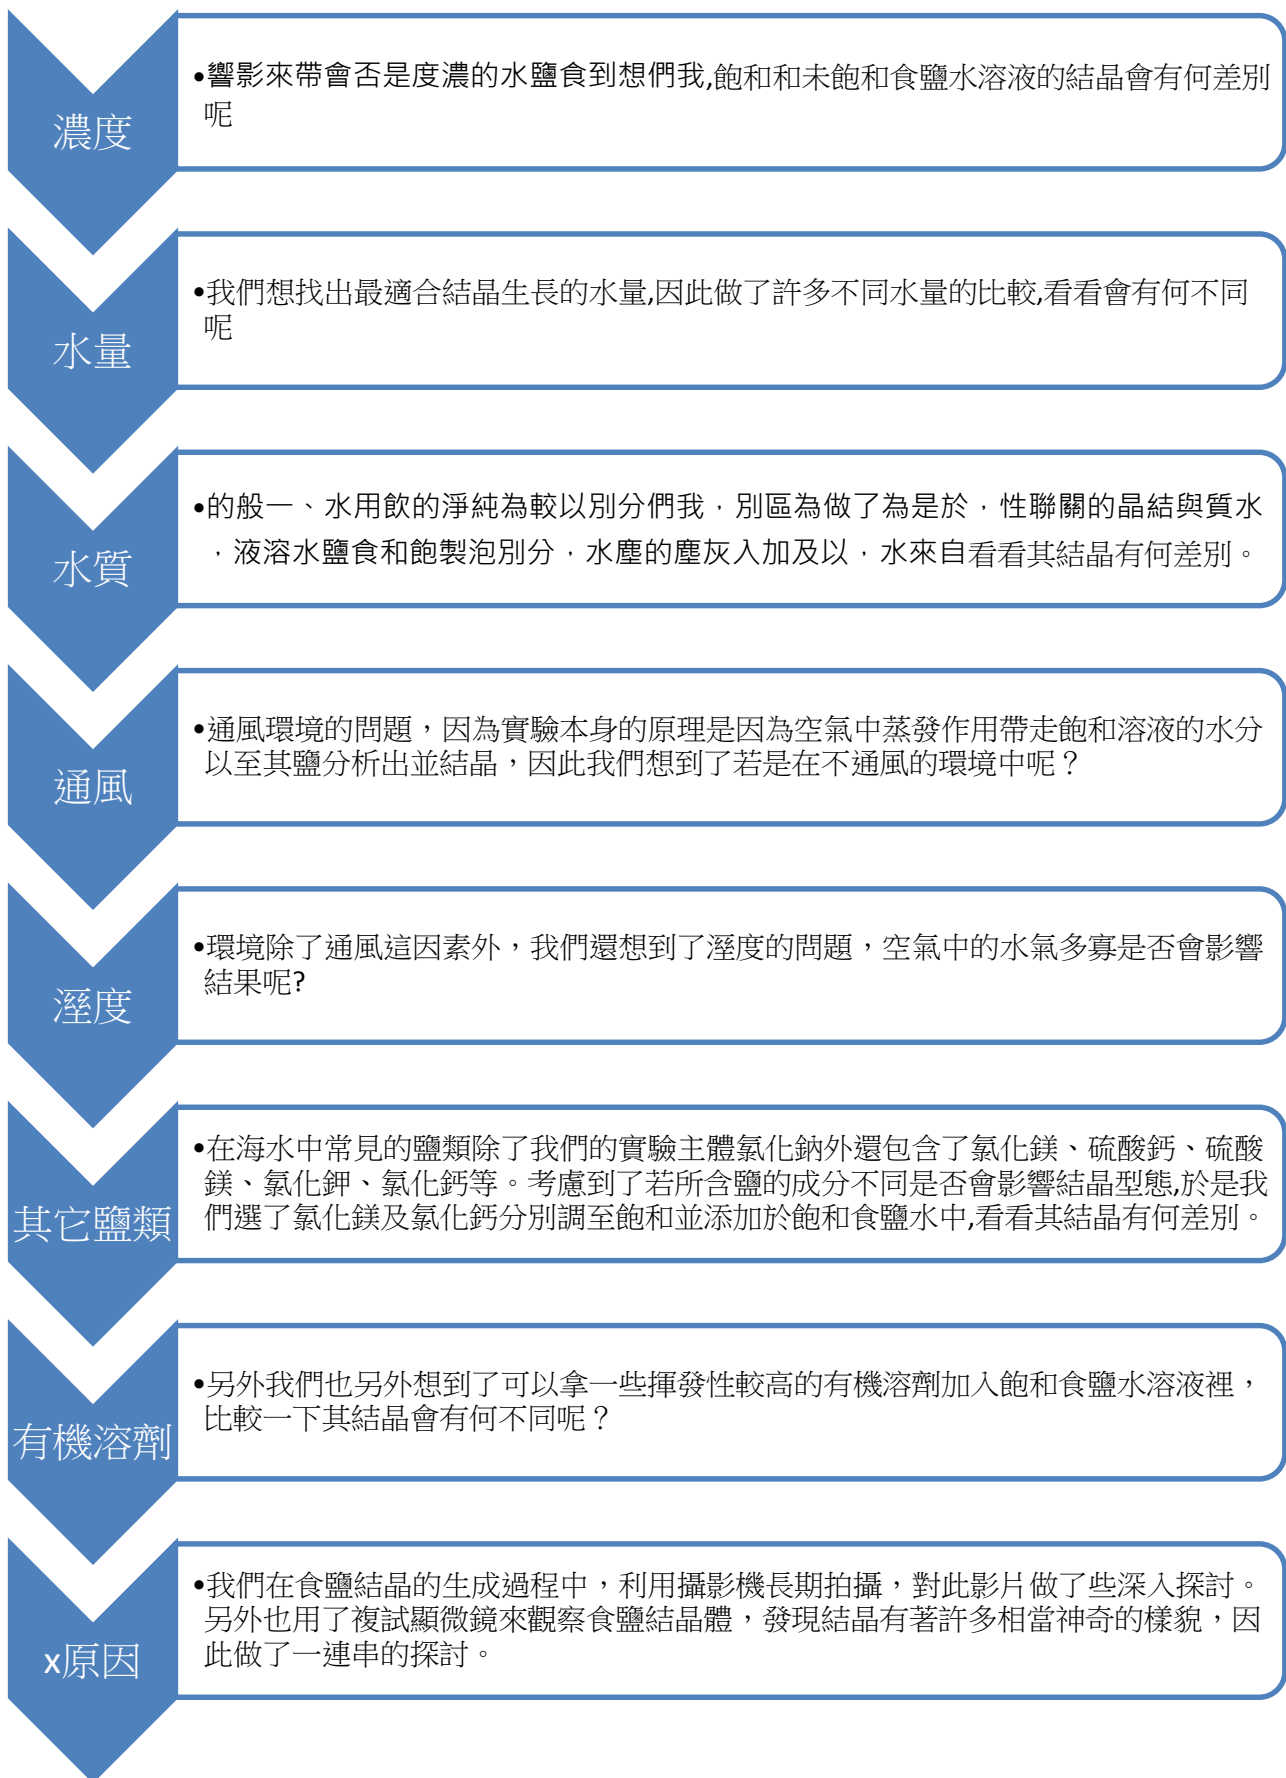 濃度
•響影來帶會否是度濃的水鹽食到想們我,飽和和未飽和食鹽水溶液的結晶會有何差別
呢
水量
•我們想找出最適合結晶生長的水量,因此做了許多不同水量的比較,看看會有何不同
呢
水質
•的般一、水用飲的淨純為較以別分們我，別區為做了為是於，性聯關的晶結與質水
，液溶水鹽食和飽製泡別分，水塵的塵灰入加及以，水來自看看其結晶有何差別。
通風
•通風環境的問題，因為實驗本身的原理是因為空氣中蒸發作用帶走飽和溶液的水分
以至其鹽分析出並結晶，因此我們想到了若是在不通風的環境中呢？
溼度
•環境除了通風這因素外，我們還想到了溼度的問題，空氣中的水氣多寡是否會影響
結果呢?
其它鹽類
•在海水中常見的鹽類除了我們的實驗主體氯化鈉外還包含了氯化鎂、硫酸鈣、硫酸
鎂、氯化鉀、氯化鈣等。考慮到了若所含鹽的成分不同是否會影響結晶型態,於是我
們選了氯化鎂及氯化鈣分別調至飽和並添加於飽和食鹽水中,看看其結晶有何差別。
有機溶劑
•另外我們也另外想到了可以拿一些揮發性較高的有機溶劑加入飽和食鹽水溶液裡，
比較一下其結晶會有何不同呢？
x原因
•我們在食鹽結晶的生成過程中，利用攝影機長期拍攝，對此影片做了些深入探討。
另外也用了複試顯微鏡來觀察食鹽結晶體，發現結晶有著許多相當神奇的樣貌，因
此做了一連串的探討。